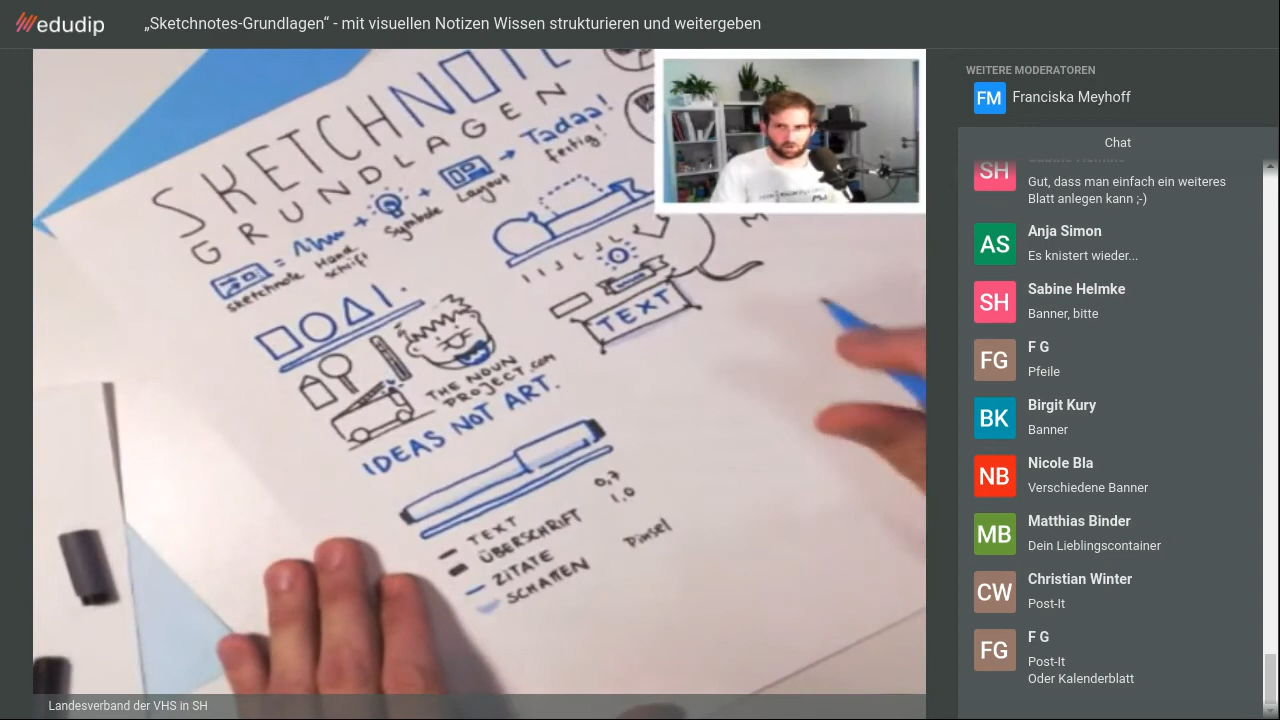 edudip
„Sketchnotes-Grundlagen“ - mit visuellen Notizen Wissen strukturieren und weitergeben
SKETCHNOTE
GRUNDLAGEN
sketchnote = Handschrift + Symbole + Layout → Tadaa!
fertig!
TEXT
THE NOUN
PROJECT.com
IDEAS NOT ART.
TEXT
ÜBERSCHRIFT
ZITATE
SCHATTEN
0,7
1,0
Pinsel
Landesverband der VHS in SH
WEITERE MODERATOREN
FM
Franciska Meyhoff
Chat
SH
Gut, dass man einfach ein weiteres
Blatt anlegen kann ;-)
AS
Anja Simon
Es knistert wieder...
SH
Sabine Helmke
Banner, bitte
FG
F G
Pfeile
BK
Birgit Kury
Banner
NB
Nicole Bla
Verschiedene Banner
MB
Matthias Binder
Dein Lieblingscontainer
CW
Christian Winter
Post-It
FG
F G
Post-It
Oder Kalenderblatt